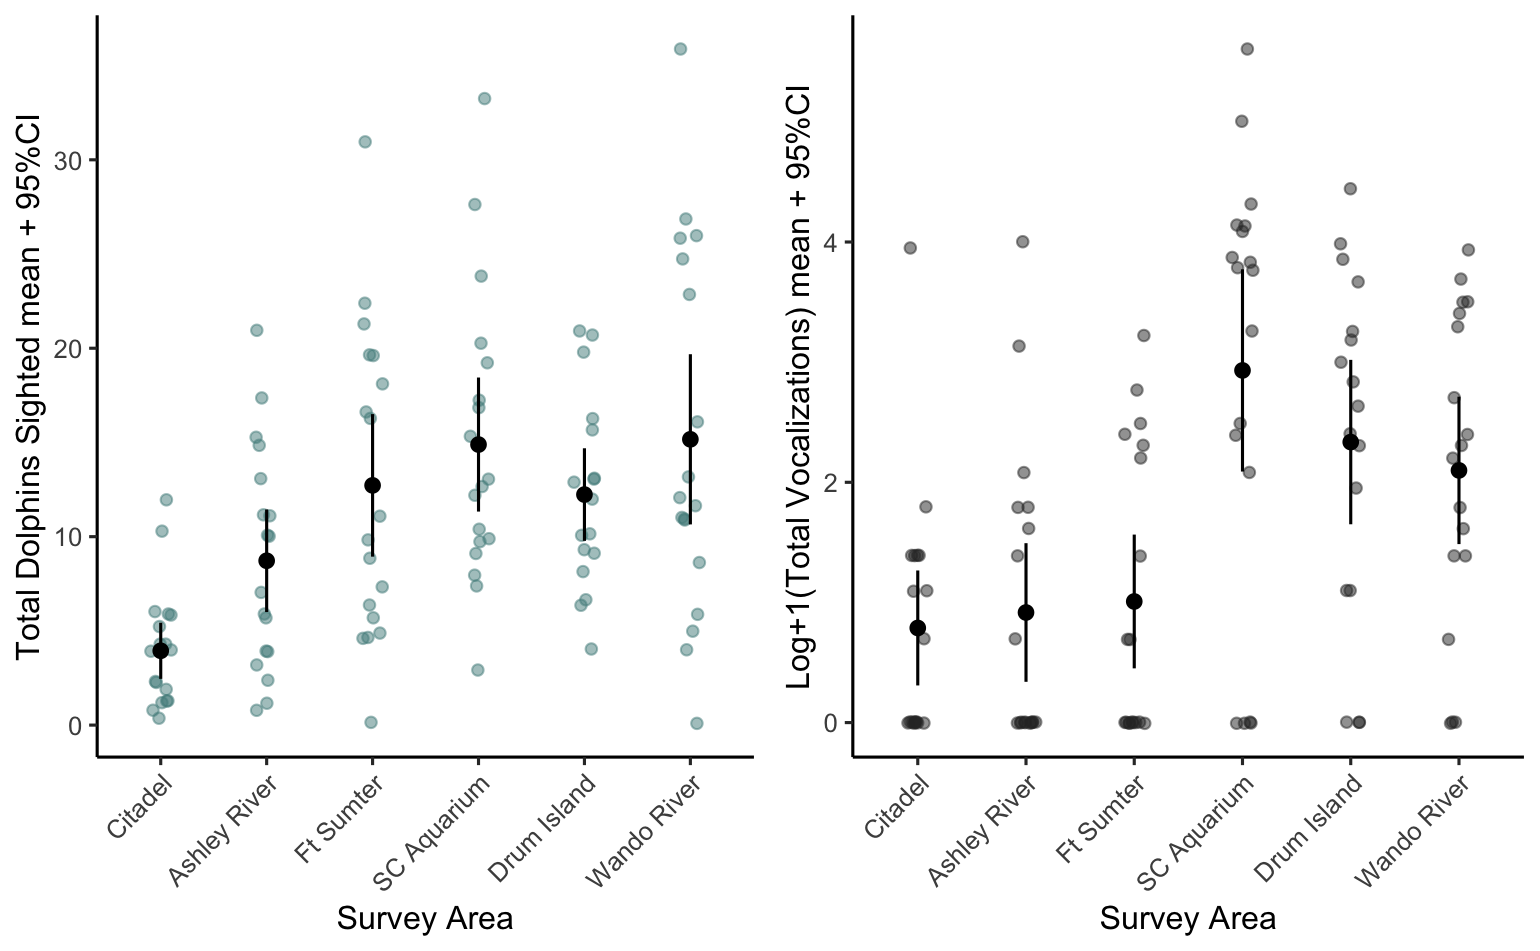 Total Dolphins Sighted mean + 95%CI
30
20
10
0
Citadel
Ashley River
Ft Sumter
SC Aquarium
Drum Island
Wando River
Survey Area
Log+1(Total Vocalizations) mean + 95%CI
4
2
0
Citadel
Ashley River
Ft Sumter
SC Aquarium
Drum Island
Wando River
Survey Area